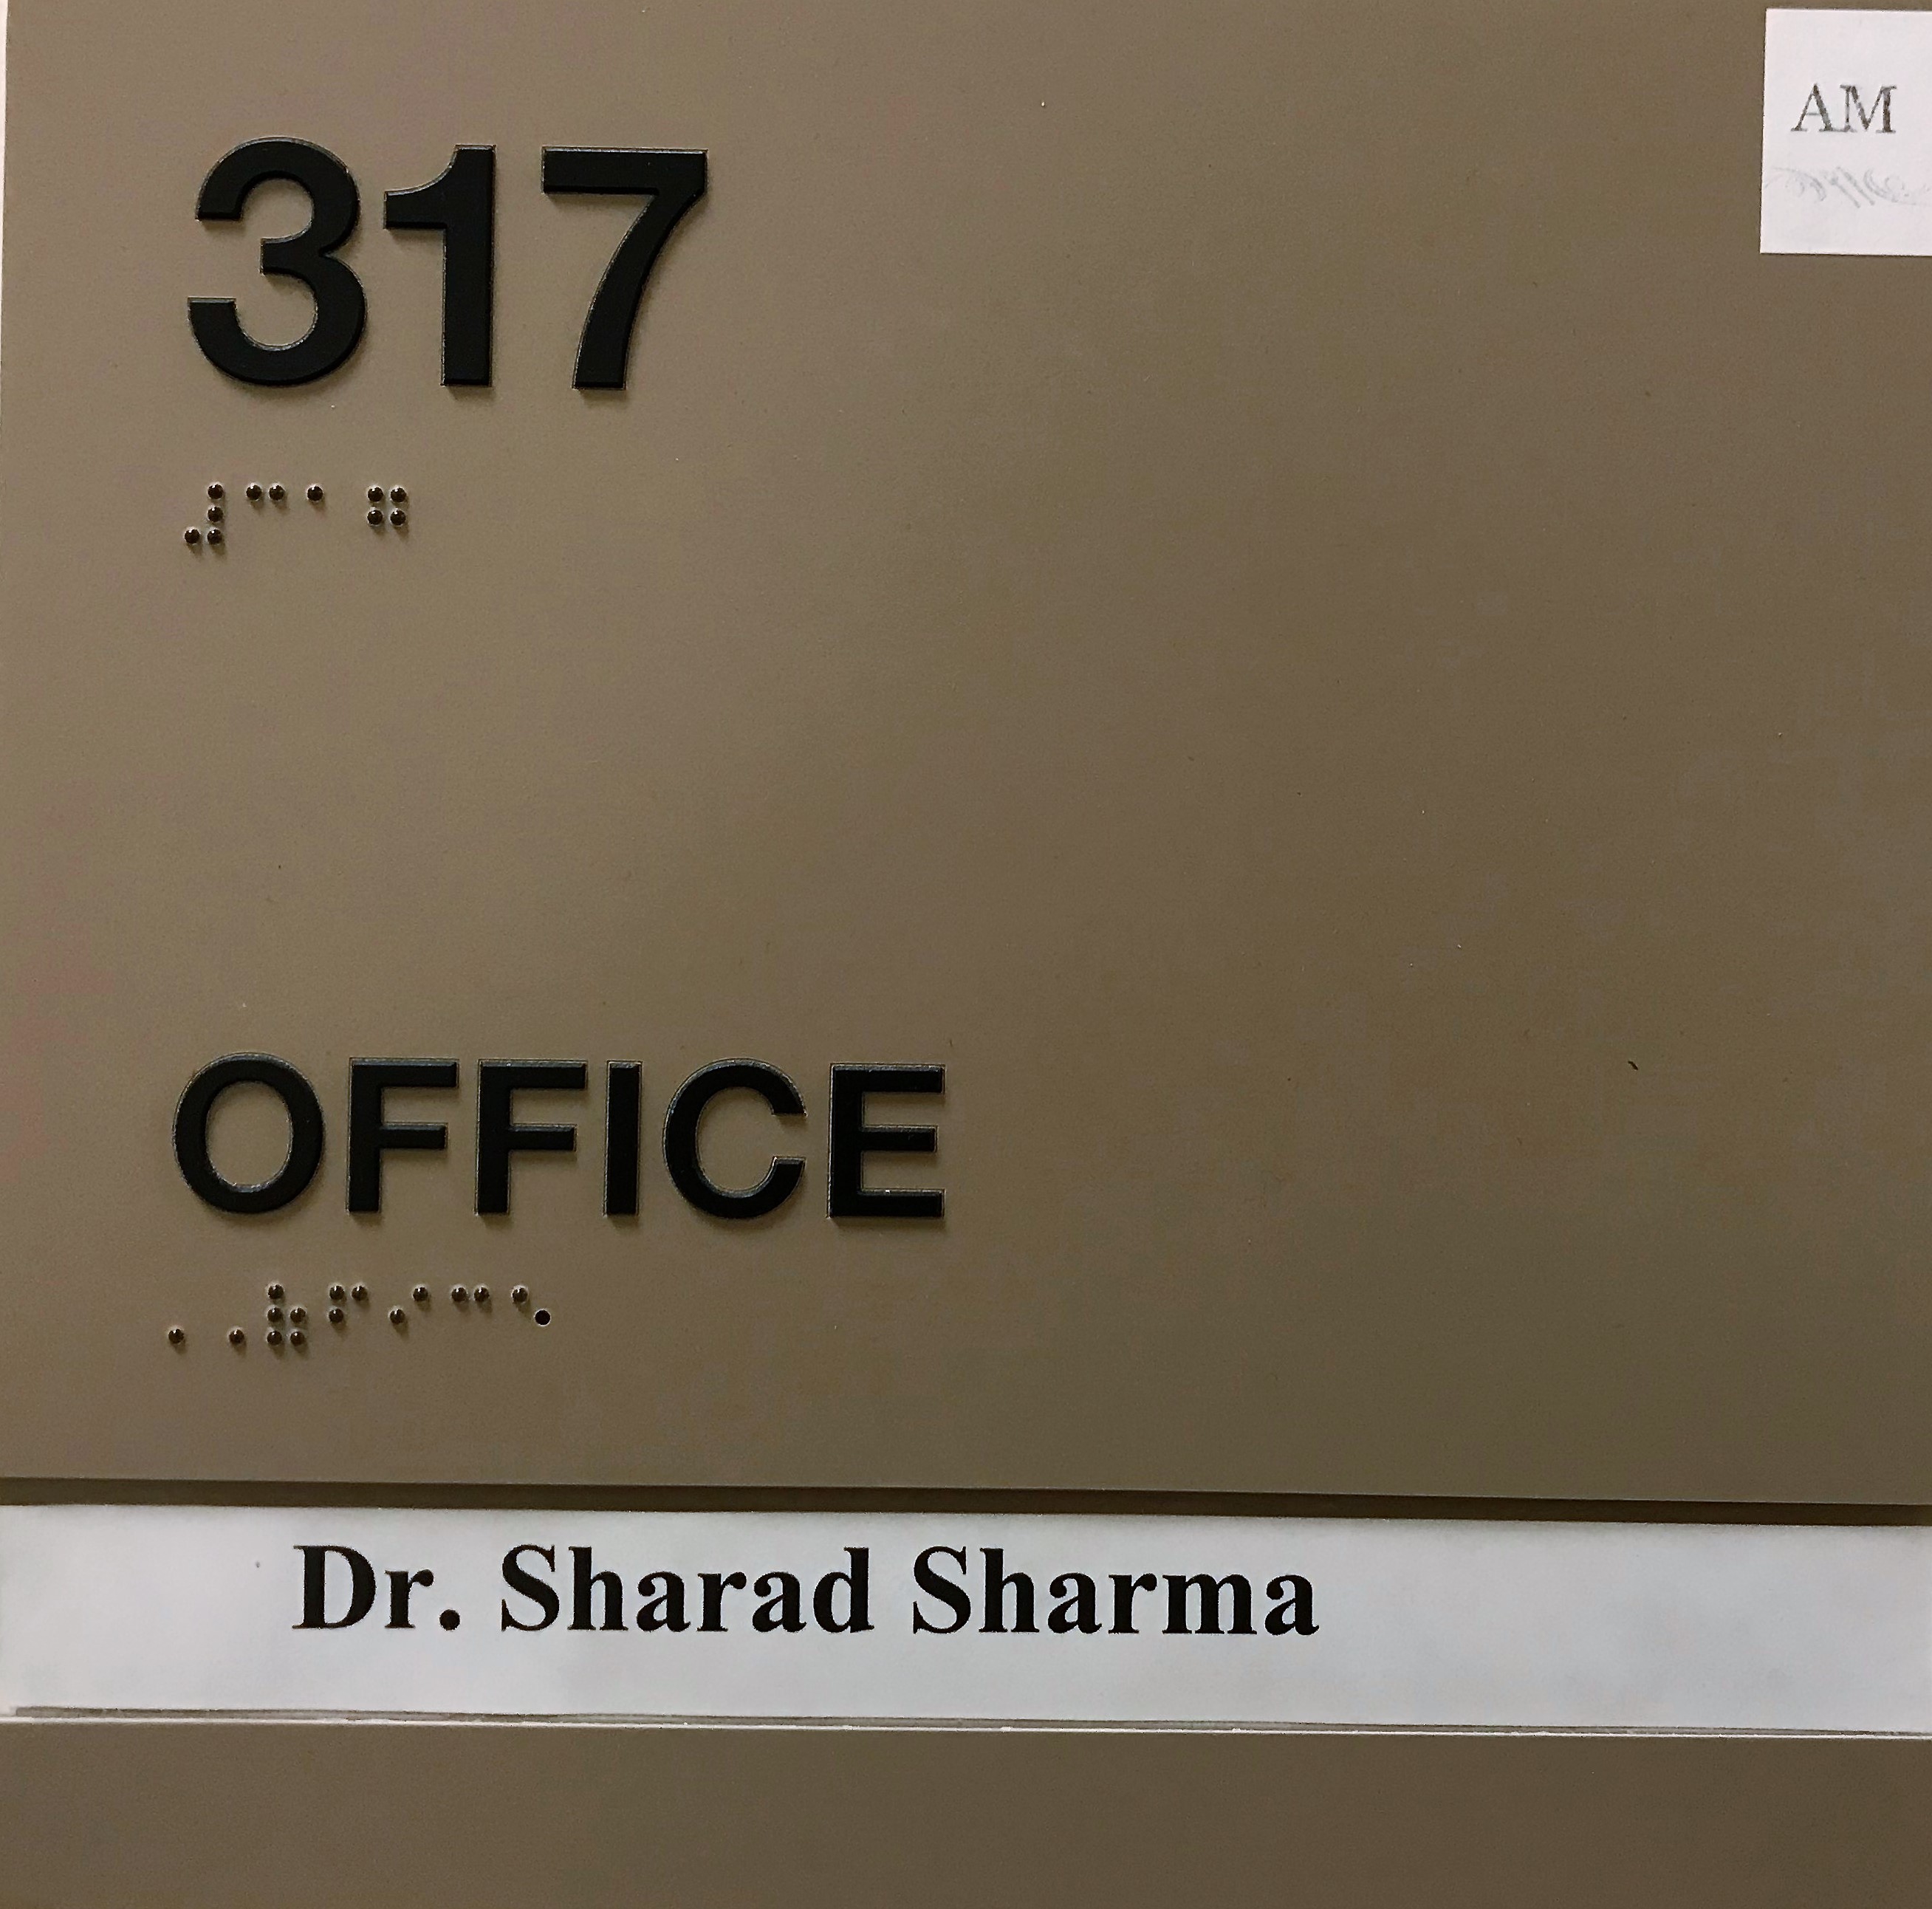 317
⠼⠉⠁⠛
OFFICE
⠠⠠⠷⠋⠊⠉⠑
Dr. Sharad Sharma
AM